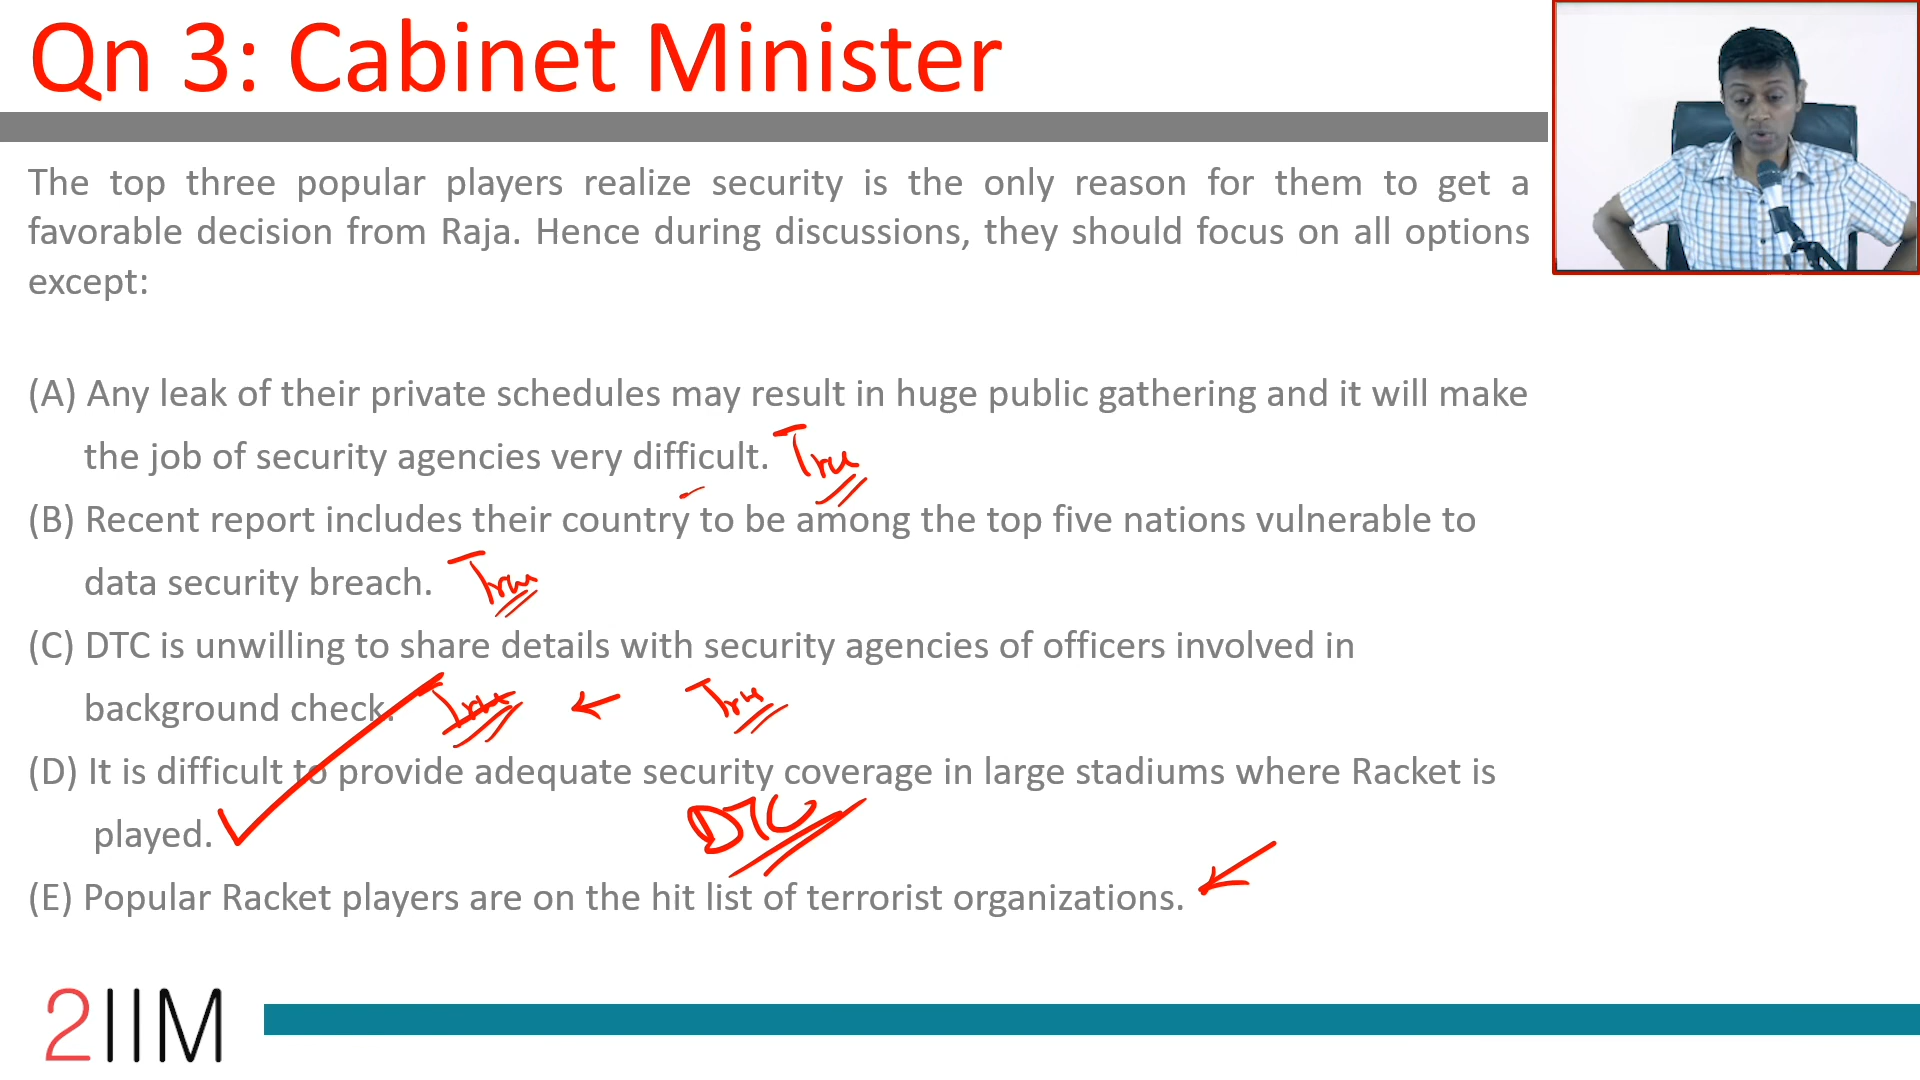 Qn 3: Cabinet Minister
The top three popular players realize security is the only reason for them to get a
favorable decision from Raja. Hence during discussions, they should focus on all options
except:
(A) Any leak of their private schedules may result in huge public gathering and it will make
the job of security agencies very difficult. True
(B) Recent report includes their country to be among the top five nations vulnerable to
data security breach. True
(C) DTC is unwilling to share details with security agencies of officers involved in
background check. True True
(D) It is difficult to provide adequate security coverage in large stadiums where Racket is
played. DTC
(E) Popular Racket players are on the hit list of terrorist organizations.
2IIM